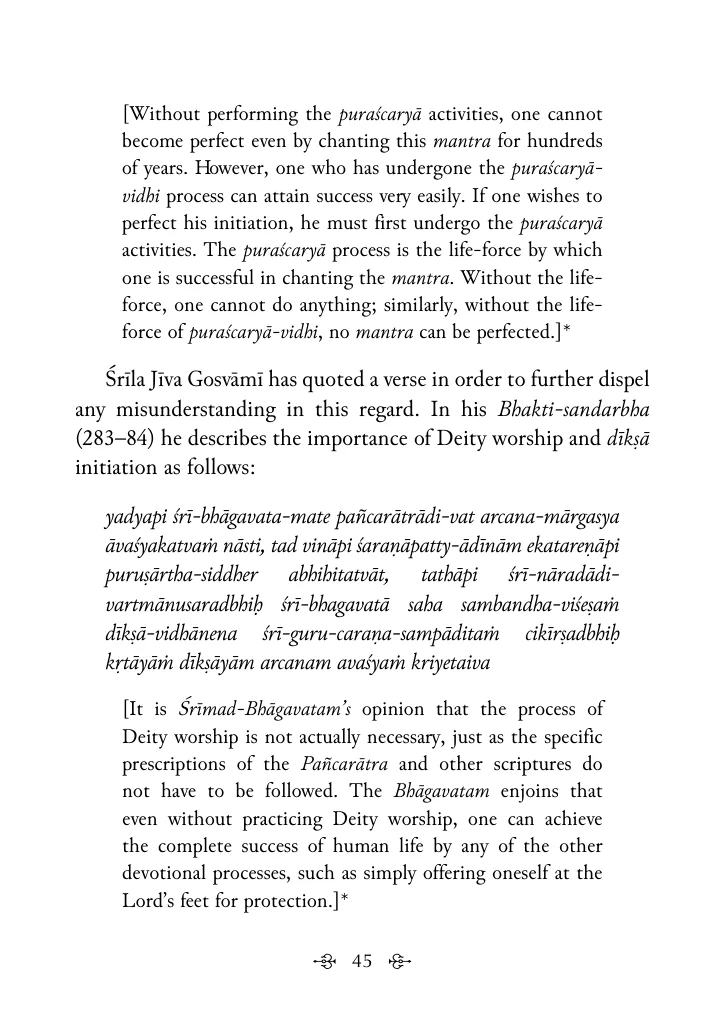 [Without performing the puraścaryā activities, one cannot
become perfect even by chanting this mantra for hundreds
of years. However, one who has undergone the puraścaryā-
vidhi process can attain success very easily. If one wishes to
perfect his initiation, he must first undergo the puraścaryā
activities. The puraścaryā process is the life-force by which
one is successful in chanting the mantra. Without the life-
force, one cannot do anything; similarly, without the life-
force of puraścaryā-vidhi, no mantra can be perfected.]*
Śrīla Jīva Gosvāmī has quoted a verse in order to further dispel
any misunderstanding in this regard. In his Bhakti-sandarbha
(283–84) he describes the importance of Deity worship and dīkṣā
initiation as follows:
yadyapi śrī-bhāgavata-mate pañcarātrādi-vat arcana-mārgasya
āvaśyakatvaṁ nāsti, tad vināpi śaraṇāpatty-ādīnām ekatareṇāpi
puruṣārtha-siddher abhihitatvāt, tathāpi śrī-nāradādi-
vartmānusaradbhiḥ śrī-bhagavatā saha sambandha-viśeṣaṁ
dīkṣā-vidhānena śrī-guru-caraṇa-sampāditaṁ cikīrṣadbhiḥ
kṛtāyāṁ dīkṣāyām arcanam avaśyaṁ kriyetaiva
[It is Śrīmad-Bhāgavatam’s opinion that the process of
Deity worship is not actually necessary, just as the specific
prescriptions of the Pañcarātra and other scriptures do
not have to be followed. The Bhāgavatam enjoins that
even without practicing Deity worship, one can achieve
the complete success of human life by any of the other
devotional processes, such as simply offering oneself at the
Lord’s feet for protection.]*
45